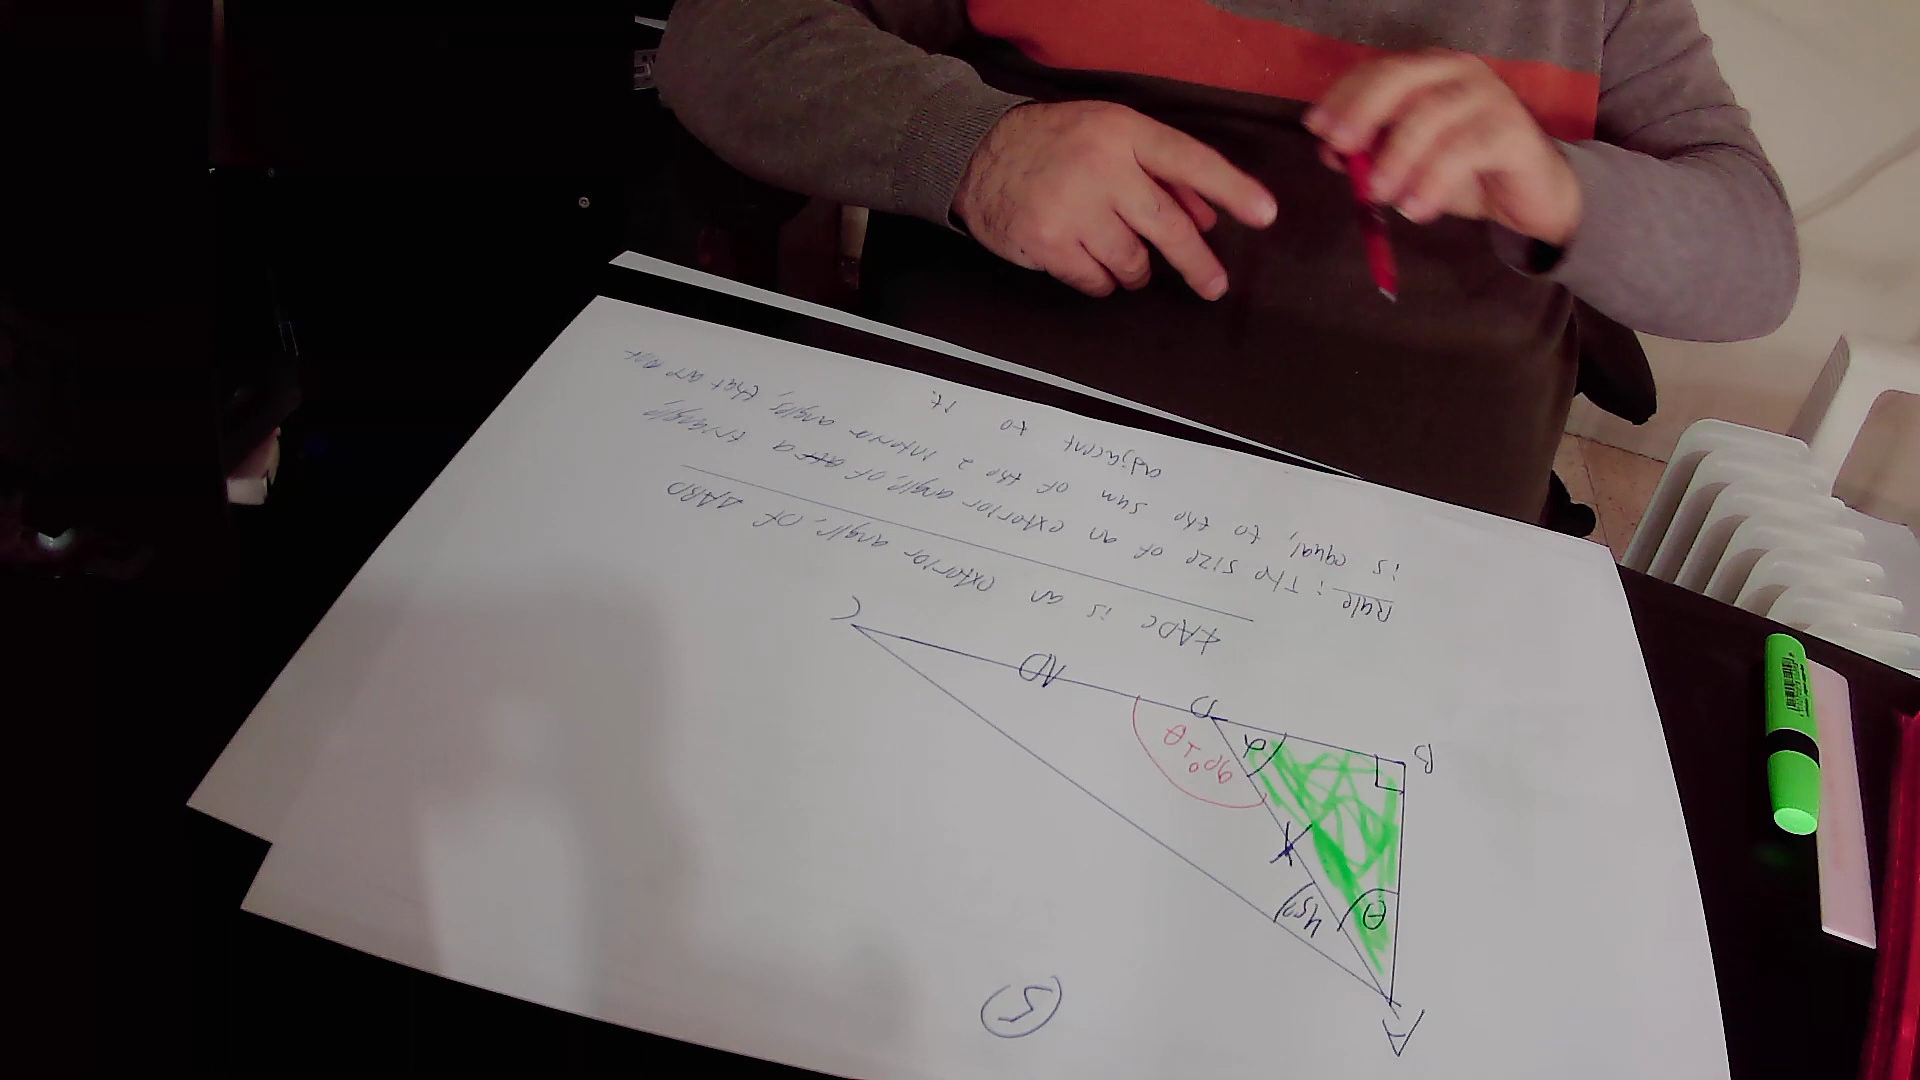 5
A
θ
45°
X
B
α
90°+θ
D
AD
C
∡ADC is an exterior angle, of ΔABD
Rule: The size of an exterior angle, of a triangle,
is equal, to the sum of the 2 interior angles, that are not
adjacent to it.